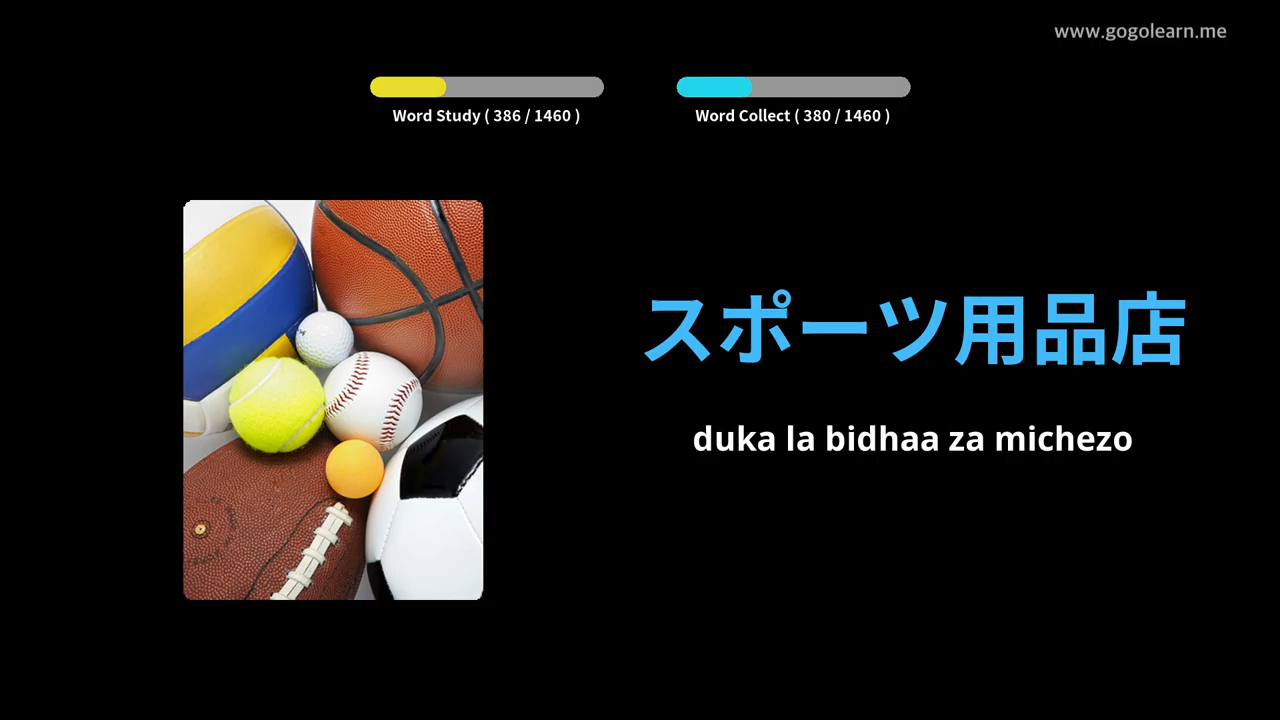 www.gogolearn.me
Word Study ( 386 / 1460 )
Word Collect ( 380 / 1460 )
スポーツ用品店
duka la bidhaa za michezo